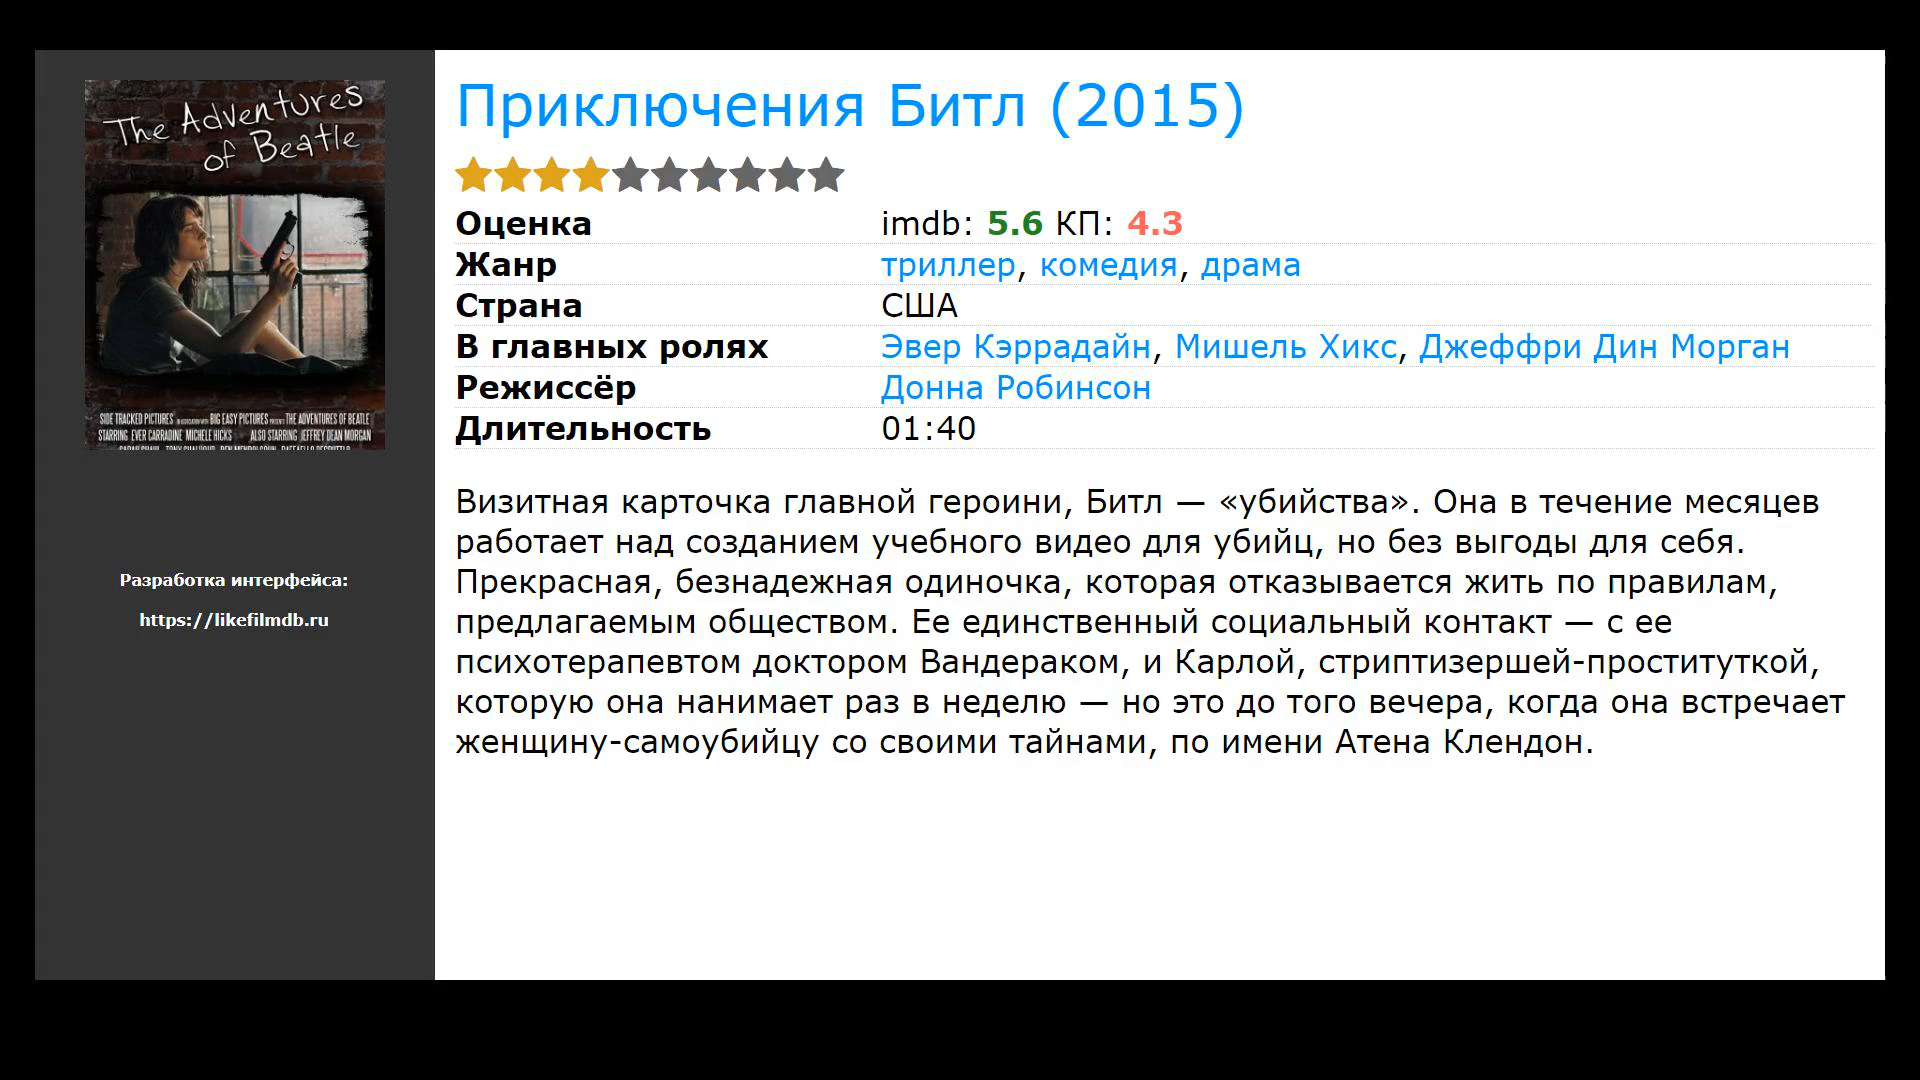 The Adventures
of Beatle
SIDE TRACKED PICTURES IN ASSOCIATION WITH BIG EASY PICTURES PRESENTS THE ADVENTURES OF BEATLE
STARRING EVER CARRADINE MICHELE HICKS ALSO STARRING JEFFREY DEAN MORGAN
Разработка интерфейса:
https://likefilmdb.ru
Приключения Битл (2015)
Оценка imdb: 5.6 КП: 4.3
Жанр триллер, комедия, драма
Страна США
В главных ролях Эвер Кэррадайн, Мишель Хикс, Джеффри Дин Морган
Режиссёр Донна Робинсон
Длительность 01:40
Визитная карточка главной героини, Битл — «убийства». Она в течение месяцев
работает над созданием учебного видео для убийц, но без выгоды для себя.
Прекрасная, безнадежная одиночка, которая отказывается жить по правилам,
предлагаемым обществом. Ее единственный социальный контакт — с ее
психотерапевтом доктором Вандераком, и Карлой, стриптизершей-проституткой,
которую она нанимает раз в неделю — но это до того вечера, когда она встречает
женщину-самоубийцу со своими тайнами, по имени Атена Клендон.